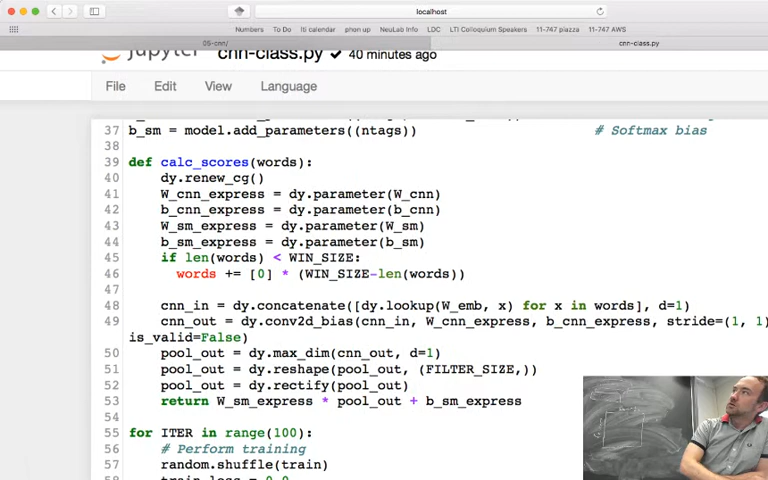 localhost
Numbers To Do lti calendar phon up NeuLab Info LDC LTI Colloquium Speakers 11-747 piazza 11-747 AWS
05-cnn/ cnn-class.py
jupyter cnn-class.py ✔ 40 minutes ago
File Edit View Language
37 b_sm = model.add_parameters((ntags)) # Softmax bias
38
39 def calc_scores(words):
40 dy.renew_cg()
41 W_cnn_express = dy.parameter(W_cnn)
42 b_cnn_express = dy.parameter(b_cnn)
43 W_sm_express = dy.parameter(W_sm)
44 b_sm_express = dy.parameter(b_sm)
45 if len(words) < WIN_SIZE:
46 words += [0] * (WIN_SIZE-len(words))
47
48 cnn_in = dy.concatenate([dy.lookup(W_emb, x) for x in words], d=1)
49 cnn_out = dy.conv2d_bias(cnn_in, W_cnn_express, b_cnn_express, stride=(1, 1)
is_valid=False)
50 pool_out = dy.max_dim(cnn_out, d=1)
51 pool_out = dy.reshape(pool_out, (FILTER_SIZE,))
52 pool_out = dy.rectify(pool_out)
53 return W_sm_express * pool_out + b_sm_express
54
55 for ITER in range(100):
56 # Perform training
57 random.shuffle(train)
58 train_loss = 0.0